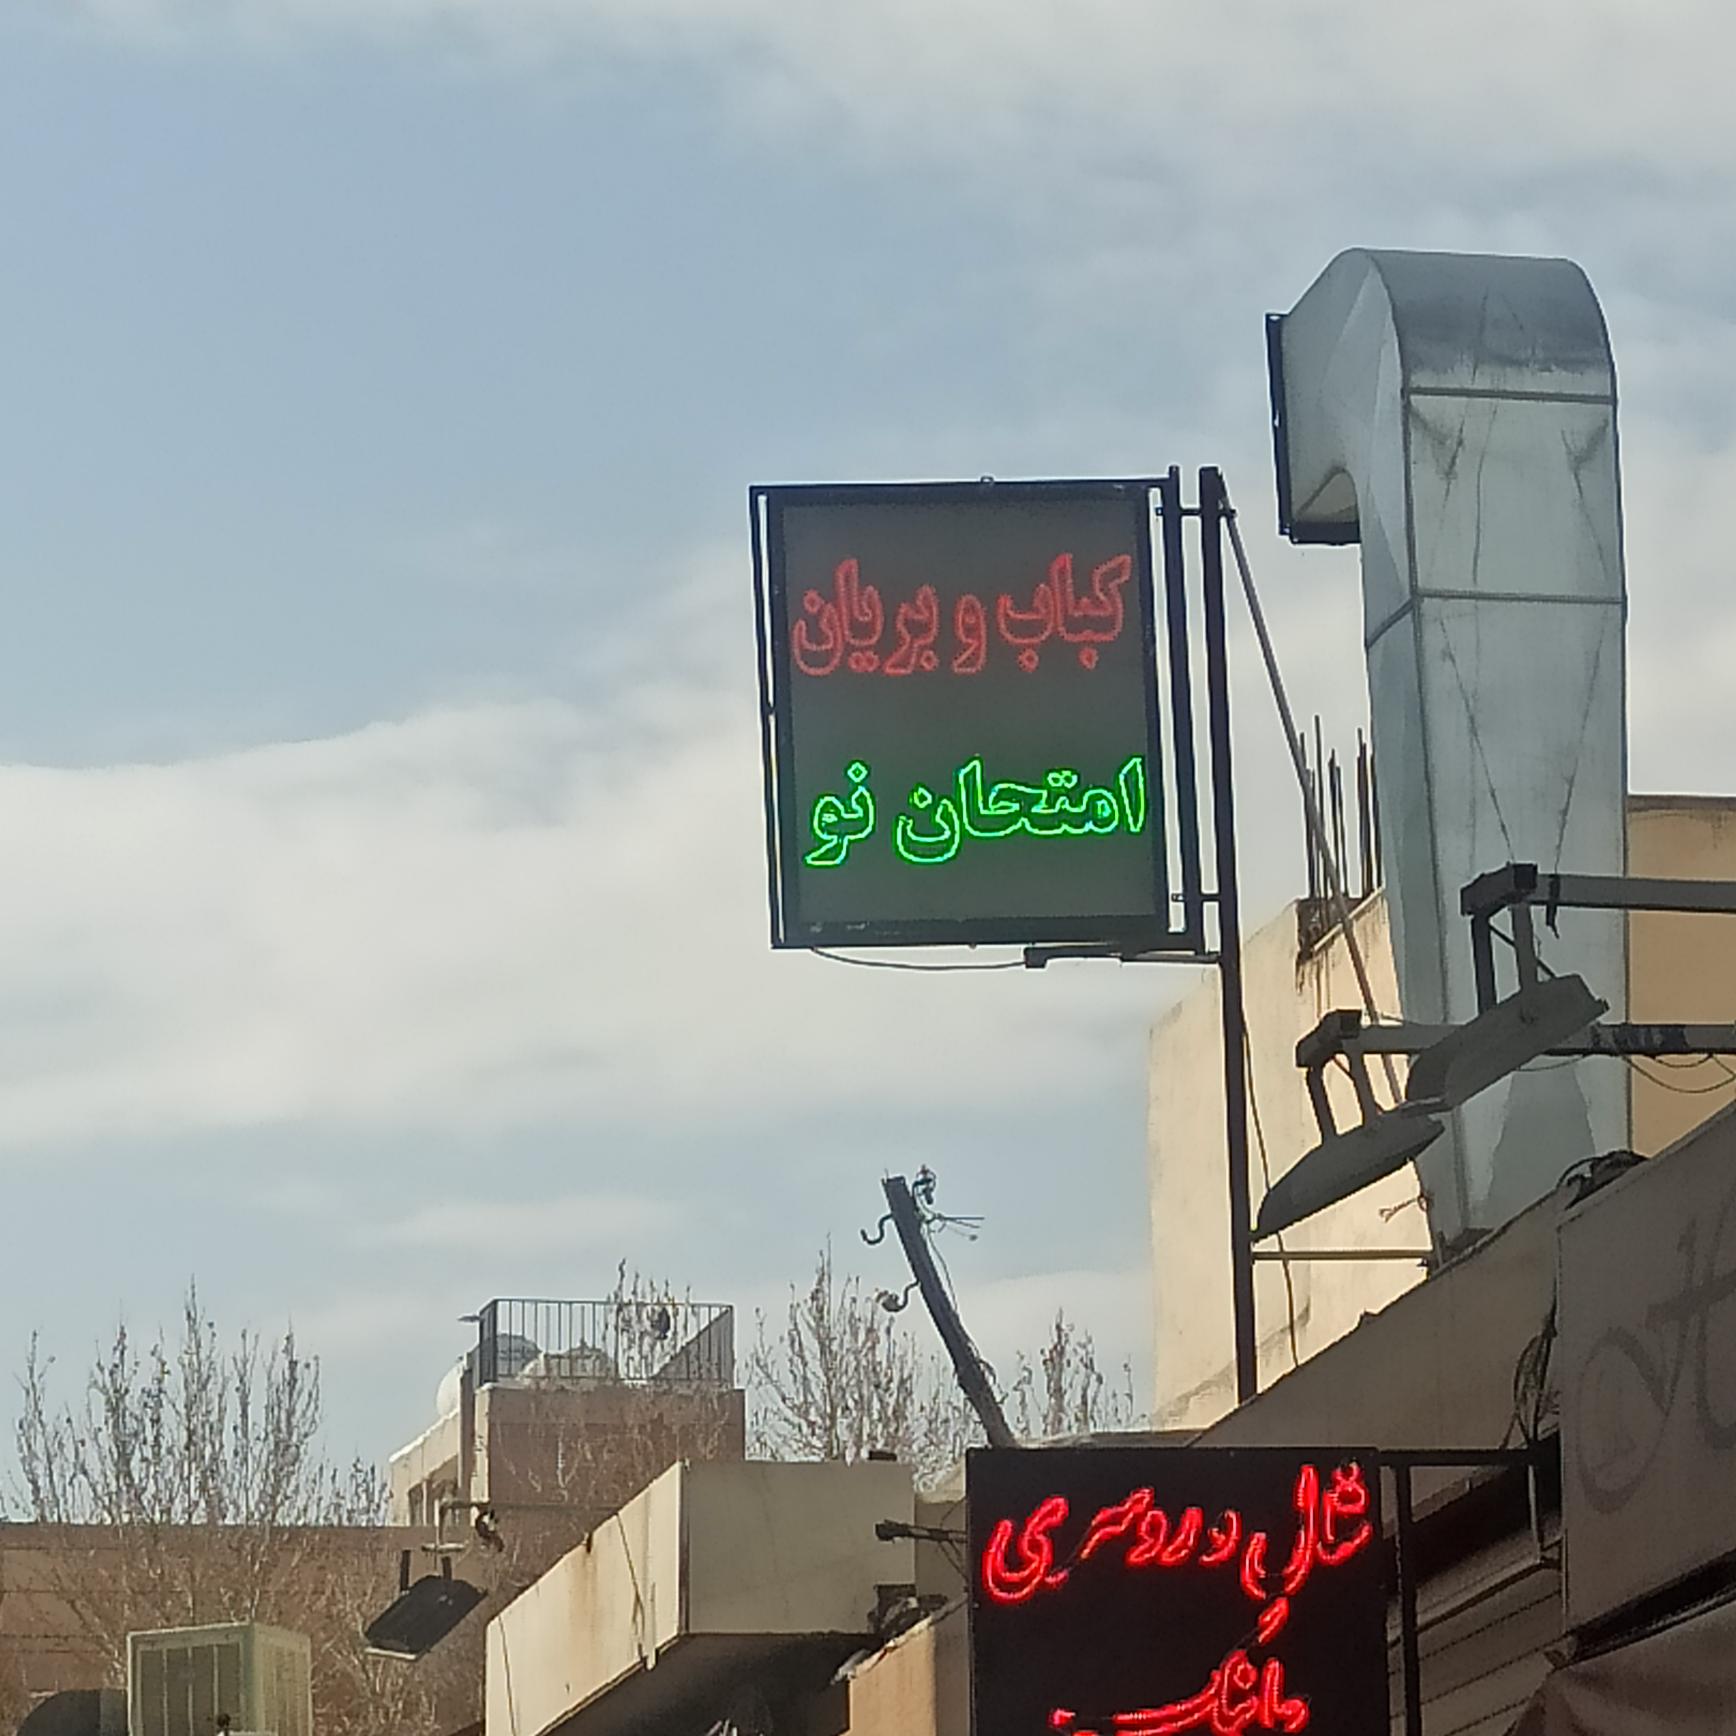 کباب و بریان
امتحان نو
شال و روسری